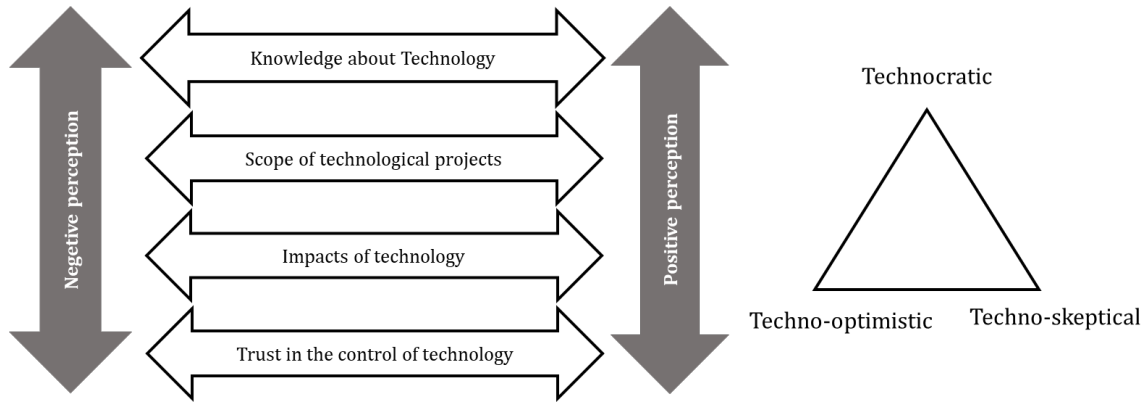 Negetive perception
Knowledge about Technology
Scope of technological projects
Impacts of technology
Trust in the control of technology
Positive perception
Technocratic
Techno-optimistic
Techno-skeptical